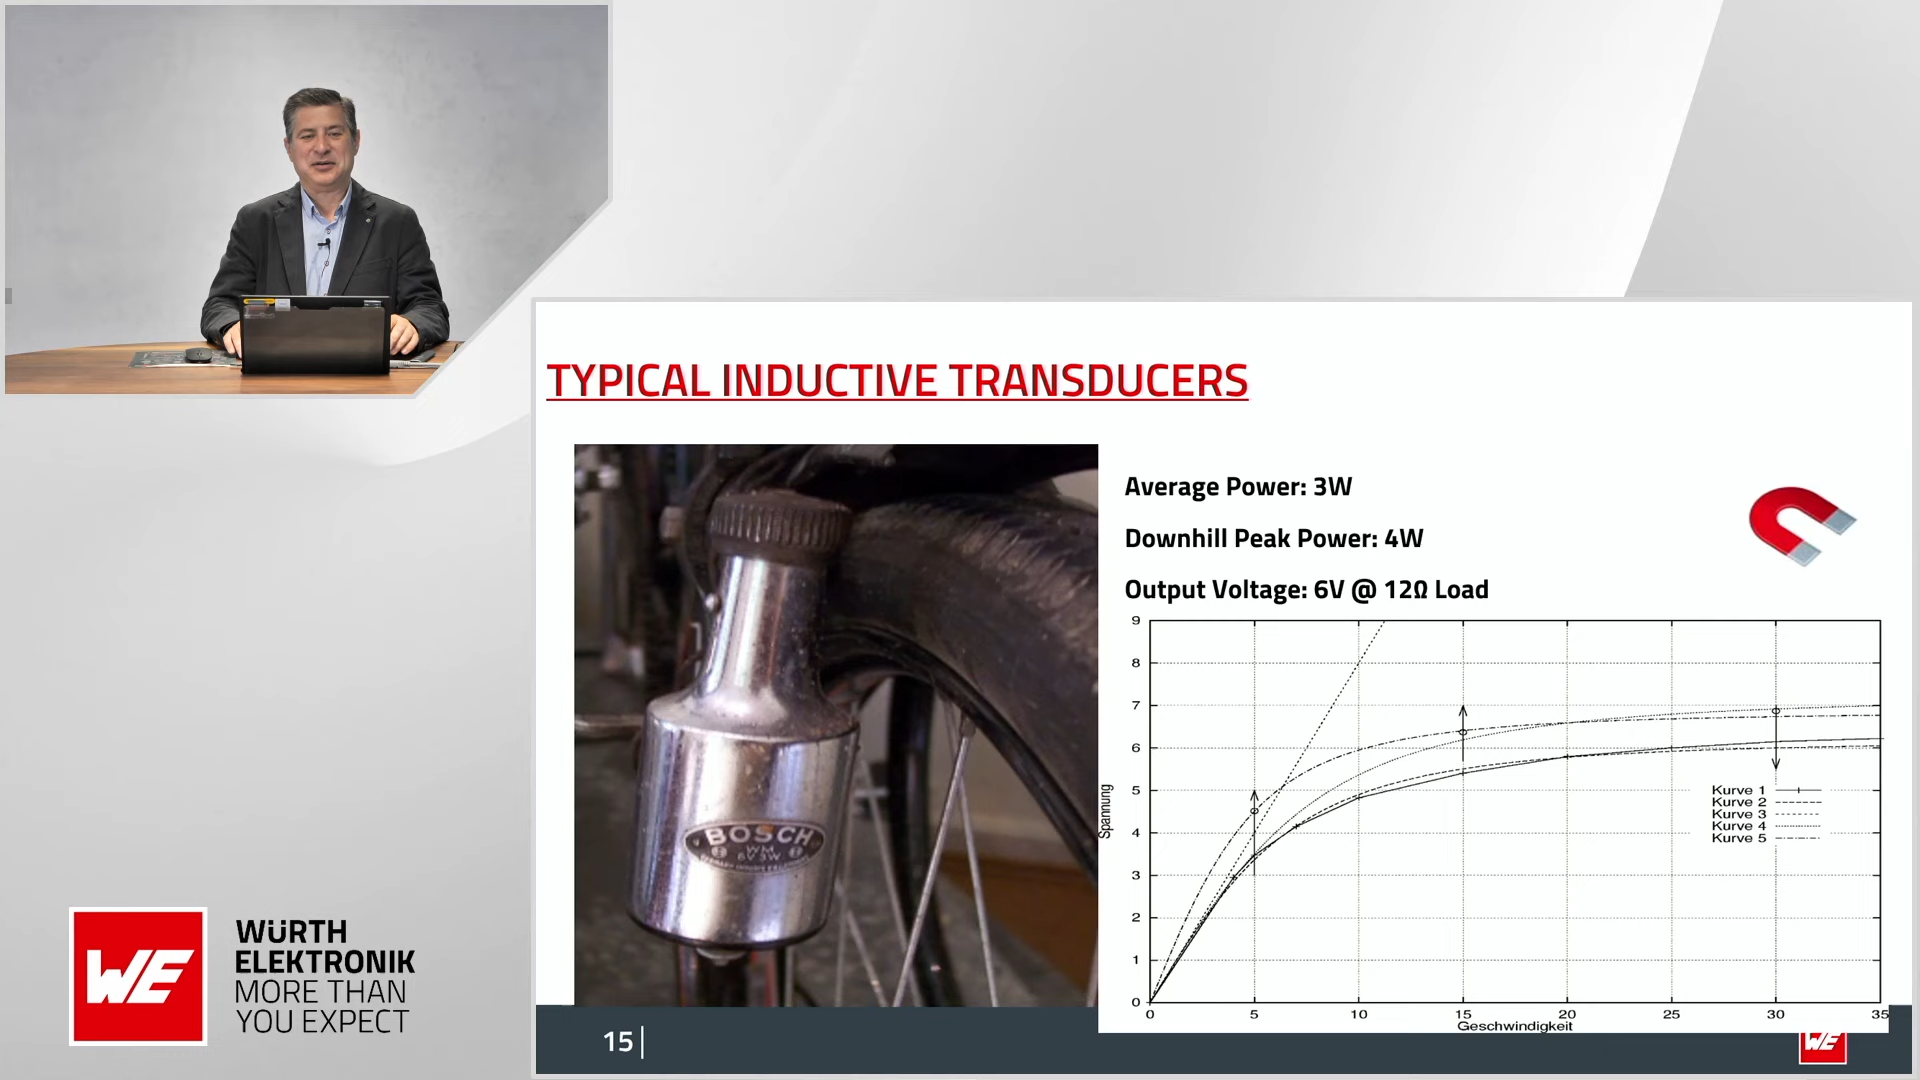 TYPICAL INDUCTIVE TRANSDUCERS
Average Power: 3W
Downhill Peak Power: 4W
Output Voltage: 6V @ 12Ω Load
BOSCH
WM
6V3W
9
8
7
6
5
4
3
2
1
0
Spannung
Kurve 1
Kurve 2
Kurve 3
Kurve 4
Kurve 5
0 5 10 15 20 25 30 35
Geschwindigkeit
15
WE
WE
WÜRTH
ELEKTRONIK
MORE THAN
YOU EXPECT